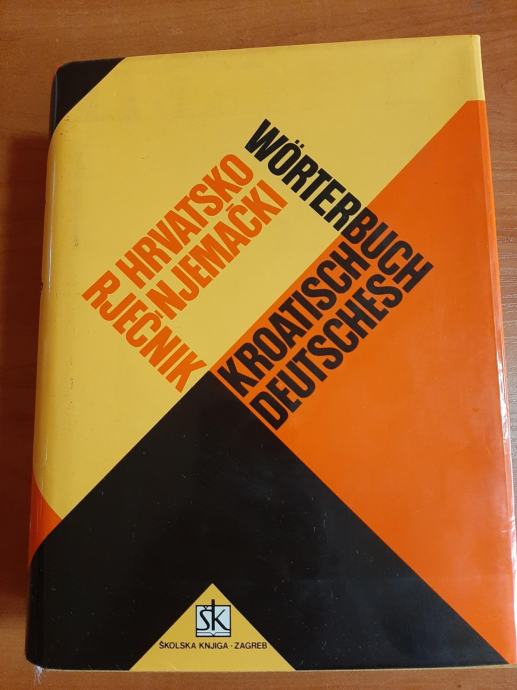 HRVATSKO
-NJEMAČKI
RJEČNIK
WÖRTERBUCH
KROATISCH-
DEUTSCHES
ŠK
ŠKOLSKA KNJIGA · ZAGREB